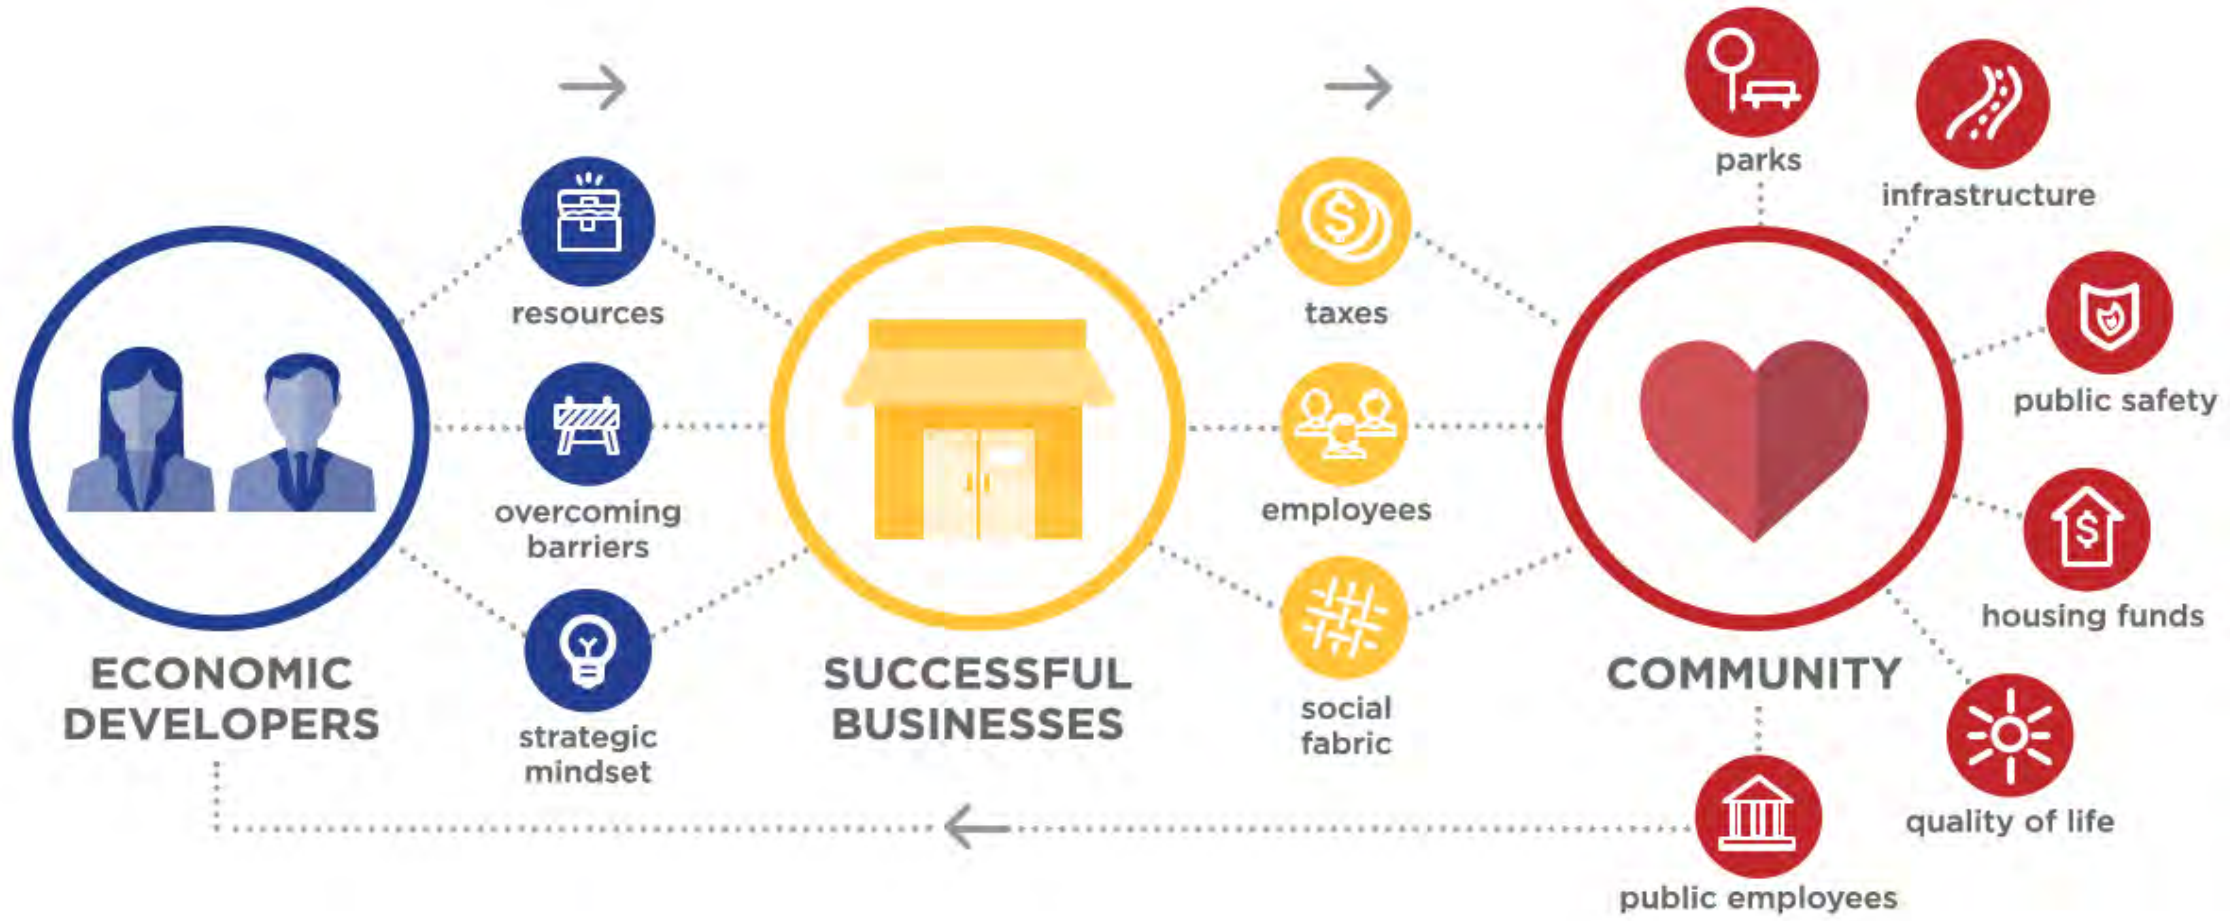 ECONOMIC
DEVELOPERS
resources
overcoming
barriers
strategic
mindset
SUCCESSFUL
BUSINESSES
taxes
employees
social
fabric
COMMUNITY
parks
infrastructure
public safety
housing funds
quality of life
public employees